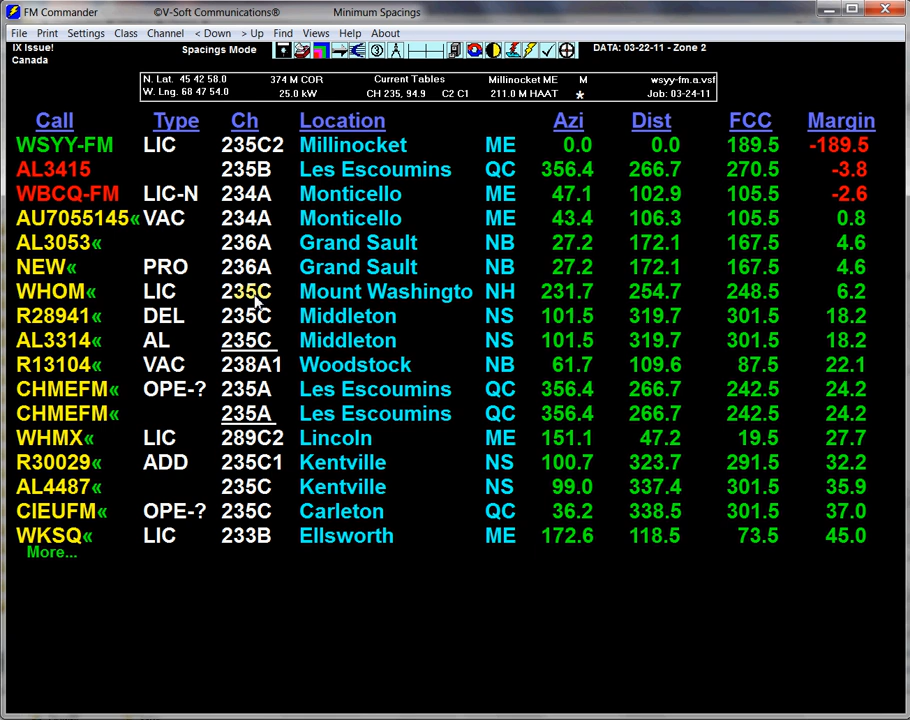 FM Commander ©V-Soft Communications® Minimum Spacings
File Print Settings Class Channel < Down > Up Find Views Help About
IX Issue! Spacings Mode DATA: 03-22-11 - Zone 2
Canada
N. Lat. 45 42 58.0 374 M COR Current Tables Millinocket ME M wsyy-fm.a.vsf
W. Lng. 68 47 54.0 25.0 kW CH 235, 94.9 C2 C1 211.0 M HAAT * Job: 03-24-11
Call Type Ch Location Azi Dist FCC Margin
WSYY-FM LIC 235C2 Millinocket ME 0.0 0.0 189.5 -189.5
AL3415 235B Les Escoumins QC 356.4 266.7 270.5 -3.8
WBCQ-FM LIC-N 234A Monticello ME 47.1 102.9 105.5 -2.6
AU7055145« VAC 234A Monticello ME 43.4 106.3 105.5 0.8
AL3053« 236A Grand Sault NB 27.2 172.1 167.5 4.6
NEW« PRO 236A Grand Sault NB 27.2 172.1 167.5 4.6
WHOM« LIC 235C Mount Washingto NH 231.7 254.7 248.5 6.2
R28941« DEL 235C Middleton NS 101.5 319.7 301.5 18.2
AL3314« AL 235C Middleton NS 101.5 319.7 301.5 18.2
R13104« VAC 238A1 Woodstock NB 61.7 109.6 87.5 22.1
CHMEFM« OPE-? 235A Les Escoumins QC 356.4 266.7 242.5 24.2
CHMEFM« 235A Les Escoumins QC 356.4 266.7 242.5 24.2
WHMX« LIC 289C2 Lincoln ME 151.1 47.2 19.5 27.7
R30029« ADD 235C1 Kentville NS 100.7 323.7 291.5 32.2
AL4487« 235C Kentville NS 99.0 337.4 301.5 35.9
CIEUFM« OPE-? 235C Carleton QC 36.2 338.5 301.5 37.0
WKSQ« LIC 233B Ellsworth ME 172.6 118.5 73.5 45.0
More...